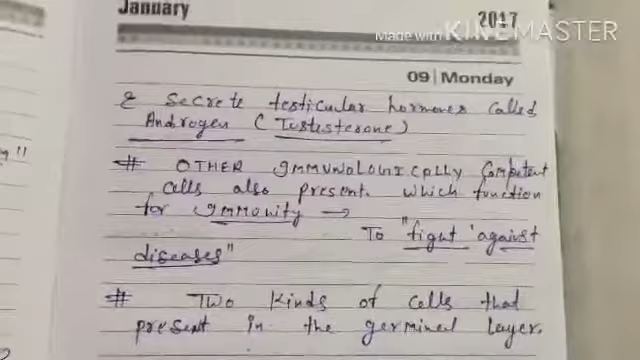 January 2017
Made with KINEMASTER
09 | Monday
& secrete testicular hormones called
Androgen (Testesterone)
# OTHER immunologically Competent
cells also present. which function
for immunity →
To "fight 'against
diseases"
# Two kinds of cells that
present in the germinal layer.